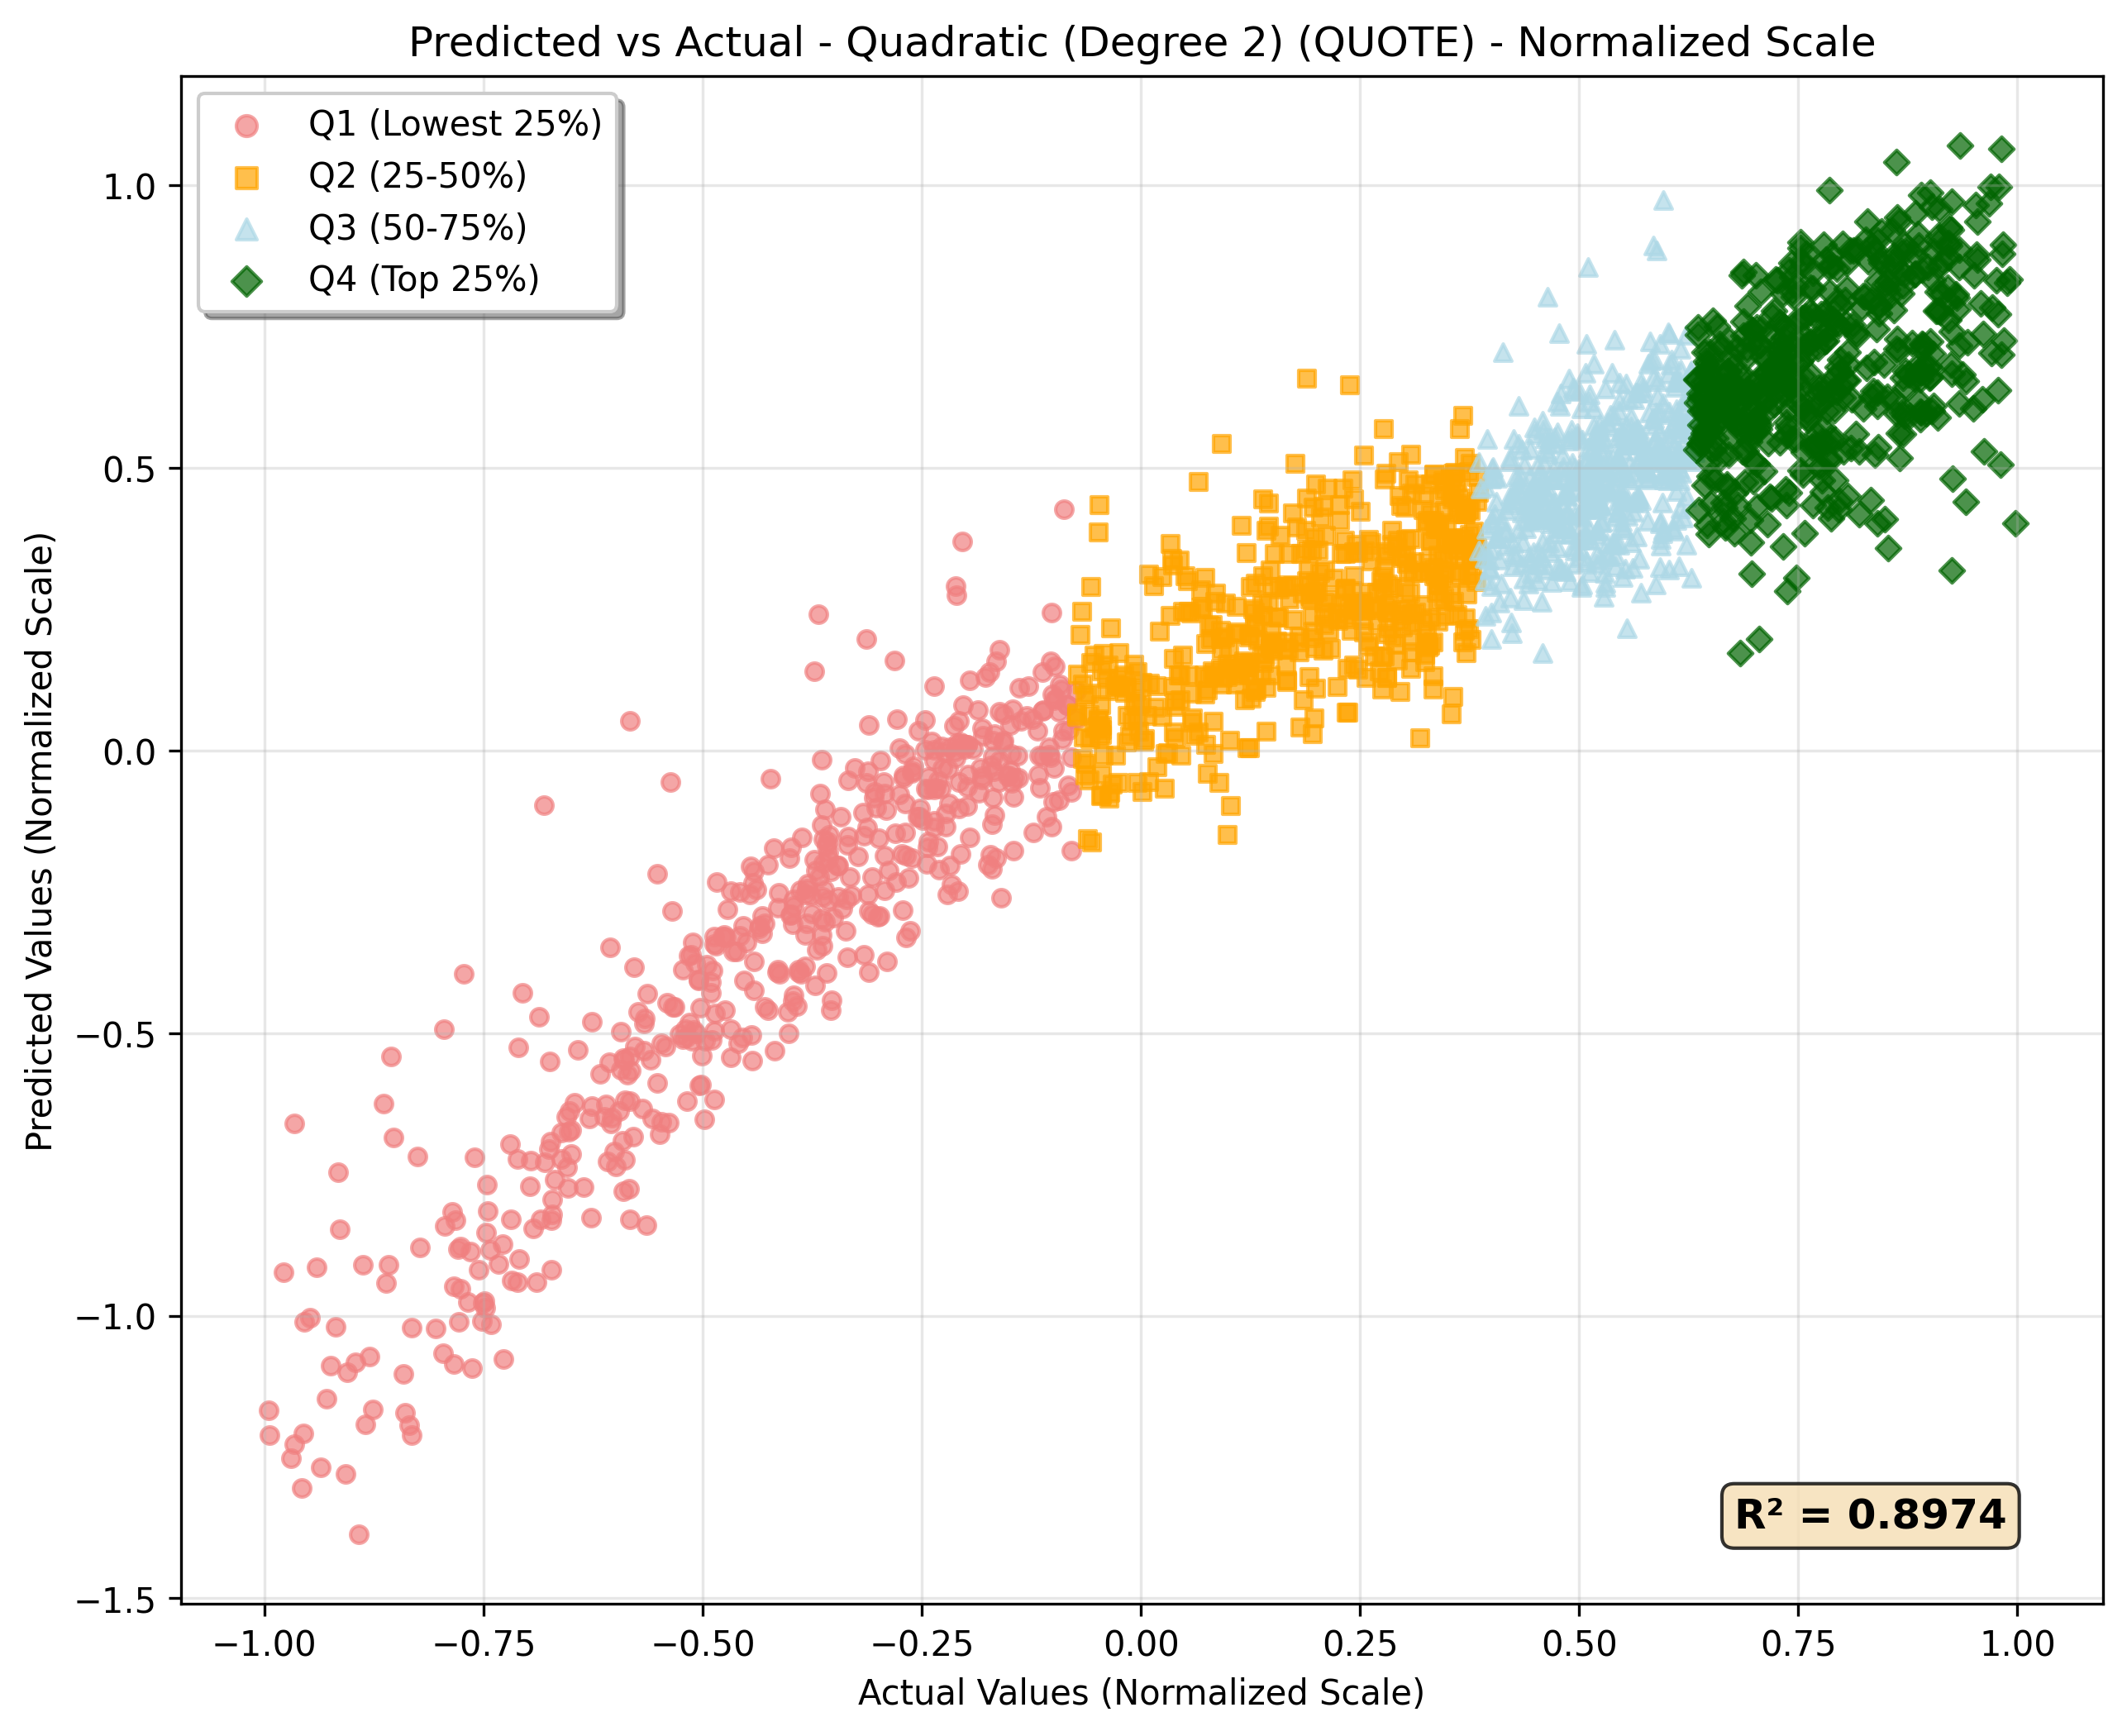 Predicted vs Actual - Quadratic (Degree 2) (QUOTE) - Normalized Scale
Q1 (Lowest 25%)
Q2 (25-50%)
Q3 (50-75%)
Q4 (Top 25%)
Predicted Values (Normalized Scale)
1.0
0.5
0.0
−0.5
−1.0
−1.5
R² = 0.8974
−1.00 −0.75 −0.50 −0.25 0.00 0.25 0.50 0.75 1.00
Actual Values (Normalized Scale)